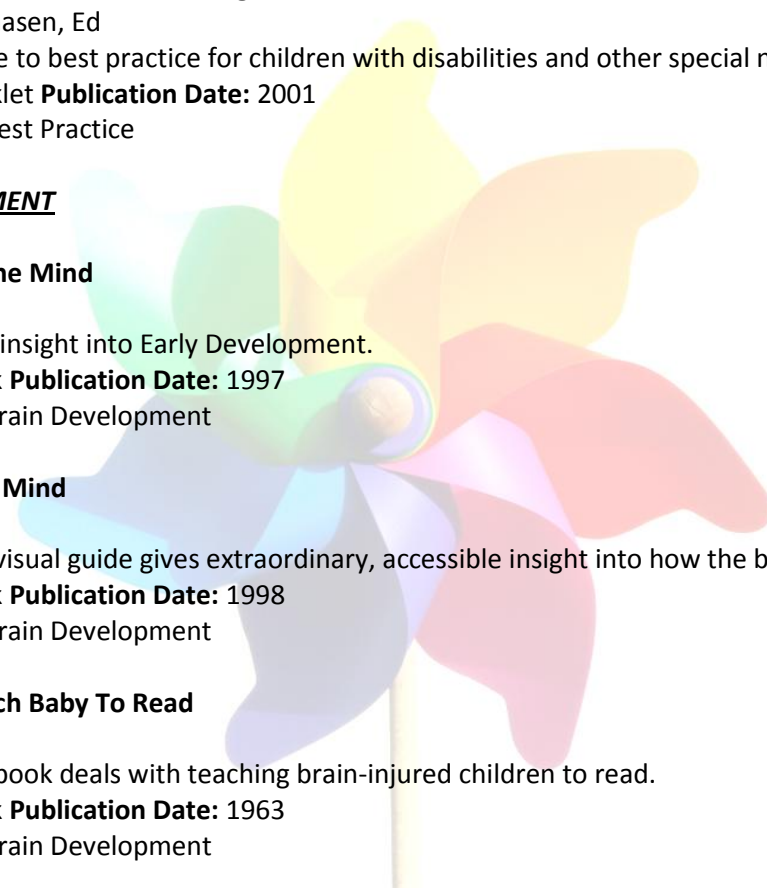 asen, Ed
e to best practice for children with disabilities and other special
let Publication Date: 2001
est Practice
MENT
ne Mind
insight into Early Development.
Publication Date: 1997
rain Development
Mind
visual guide gives extraordinary, accessible insight into how the b
Publication Date: 1998
rain Development
ch Baby To Read
book deals with teaching brain-injured children to read.
Publication Date: 1963
rain Development